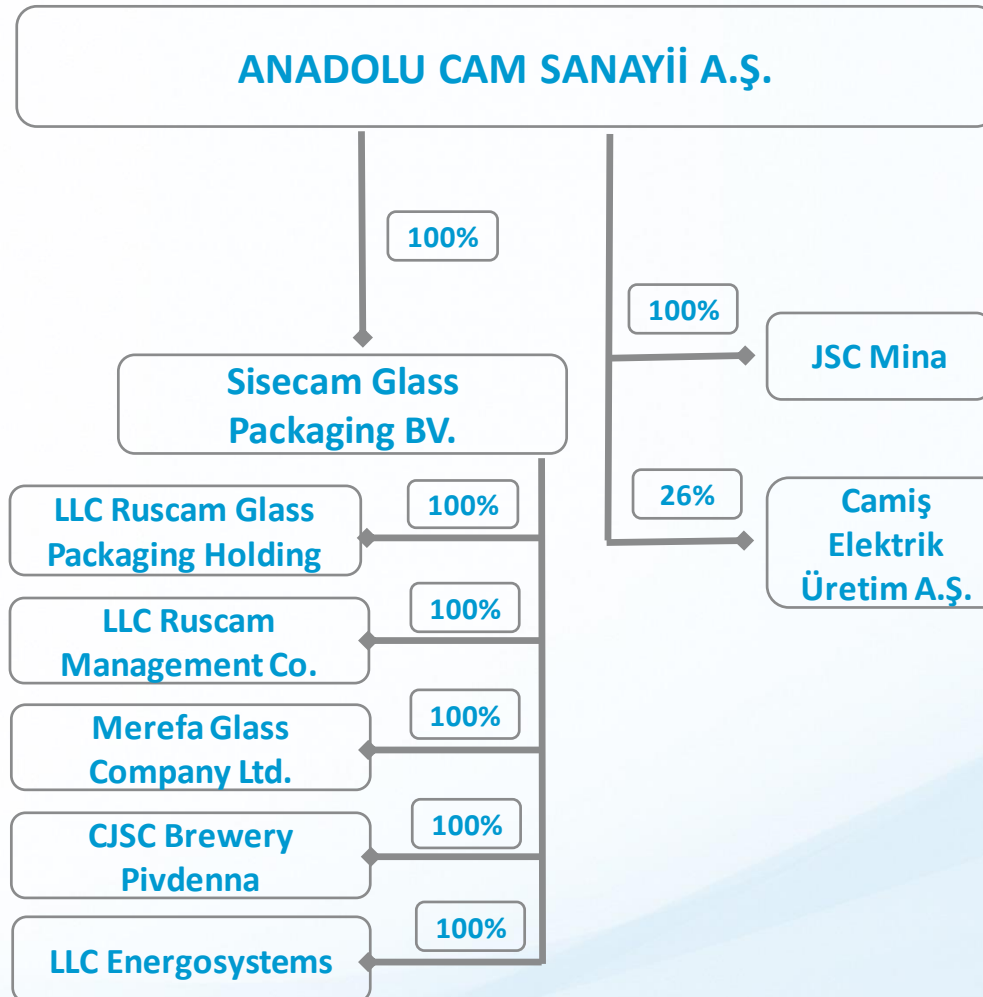 ANADOLU CAM SANAYİİ A.Ş.
100%
100%
JSC Mina
Sisecam Glass
Packaging BV.
26%
Camiş
Elektrik
Üretim A.Ş.
100%
LLC Ruscam Glass
Packaging Holding
100%
LLC Ruscam
Management Co.
100%
Merefa Glass
Company Ltd.
100%
CJSC Brewery
Pivdenna
100%
LLC Energosystems